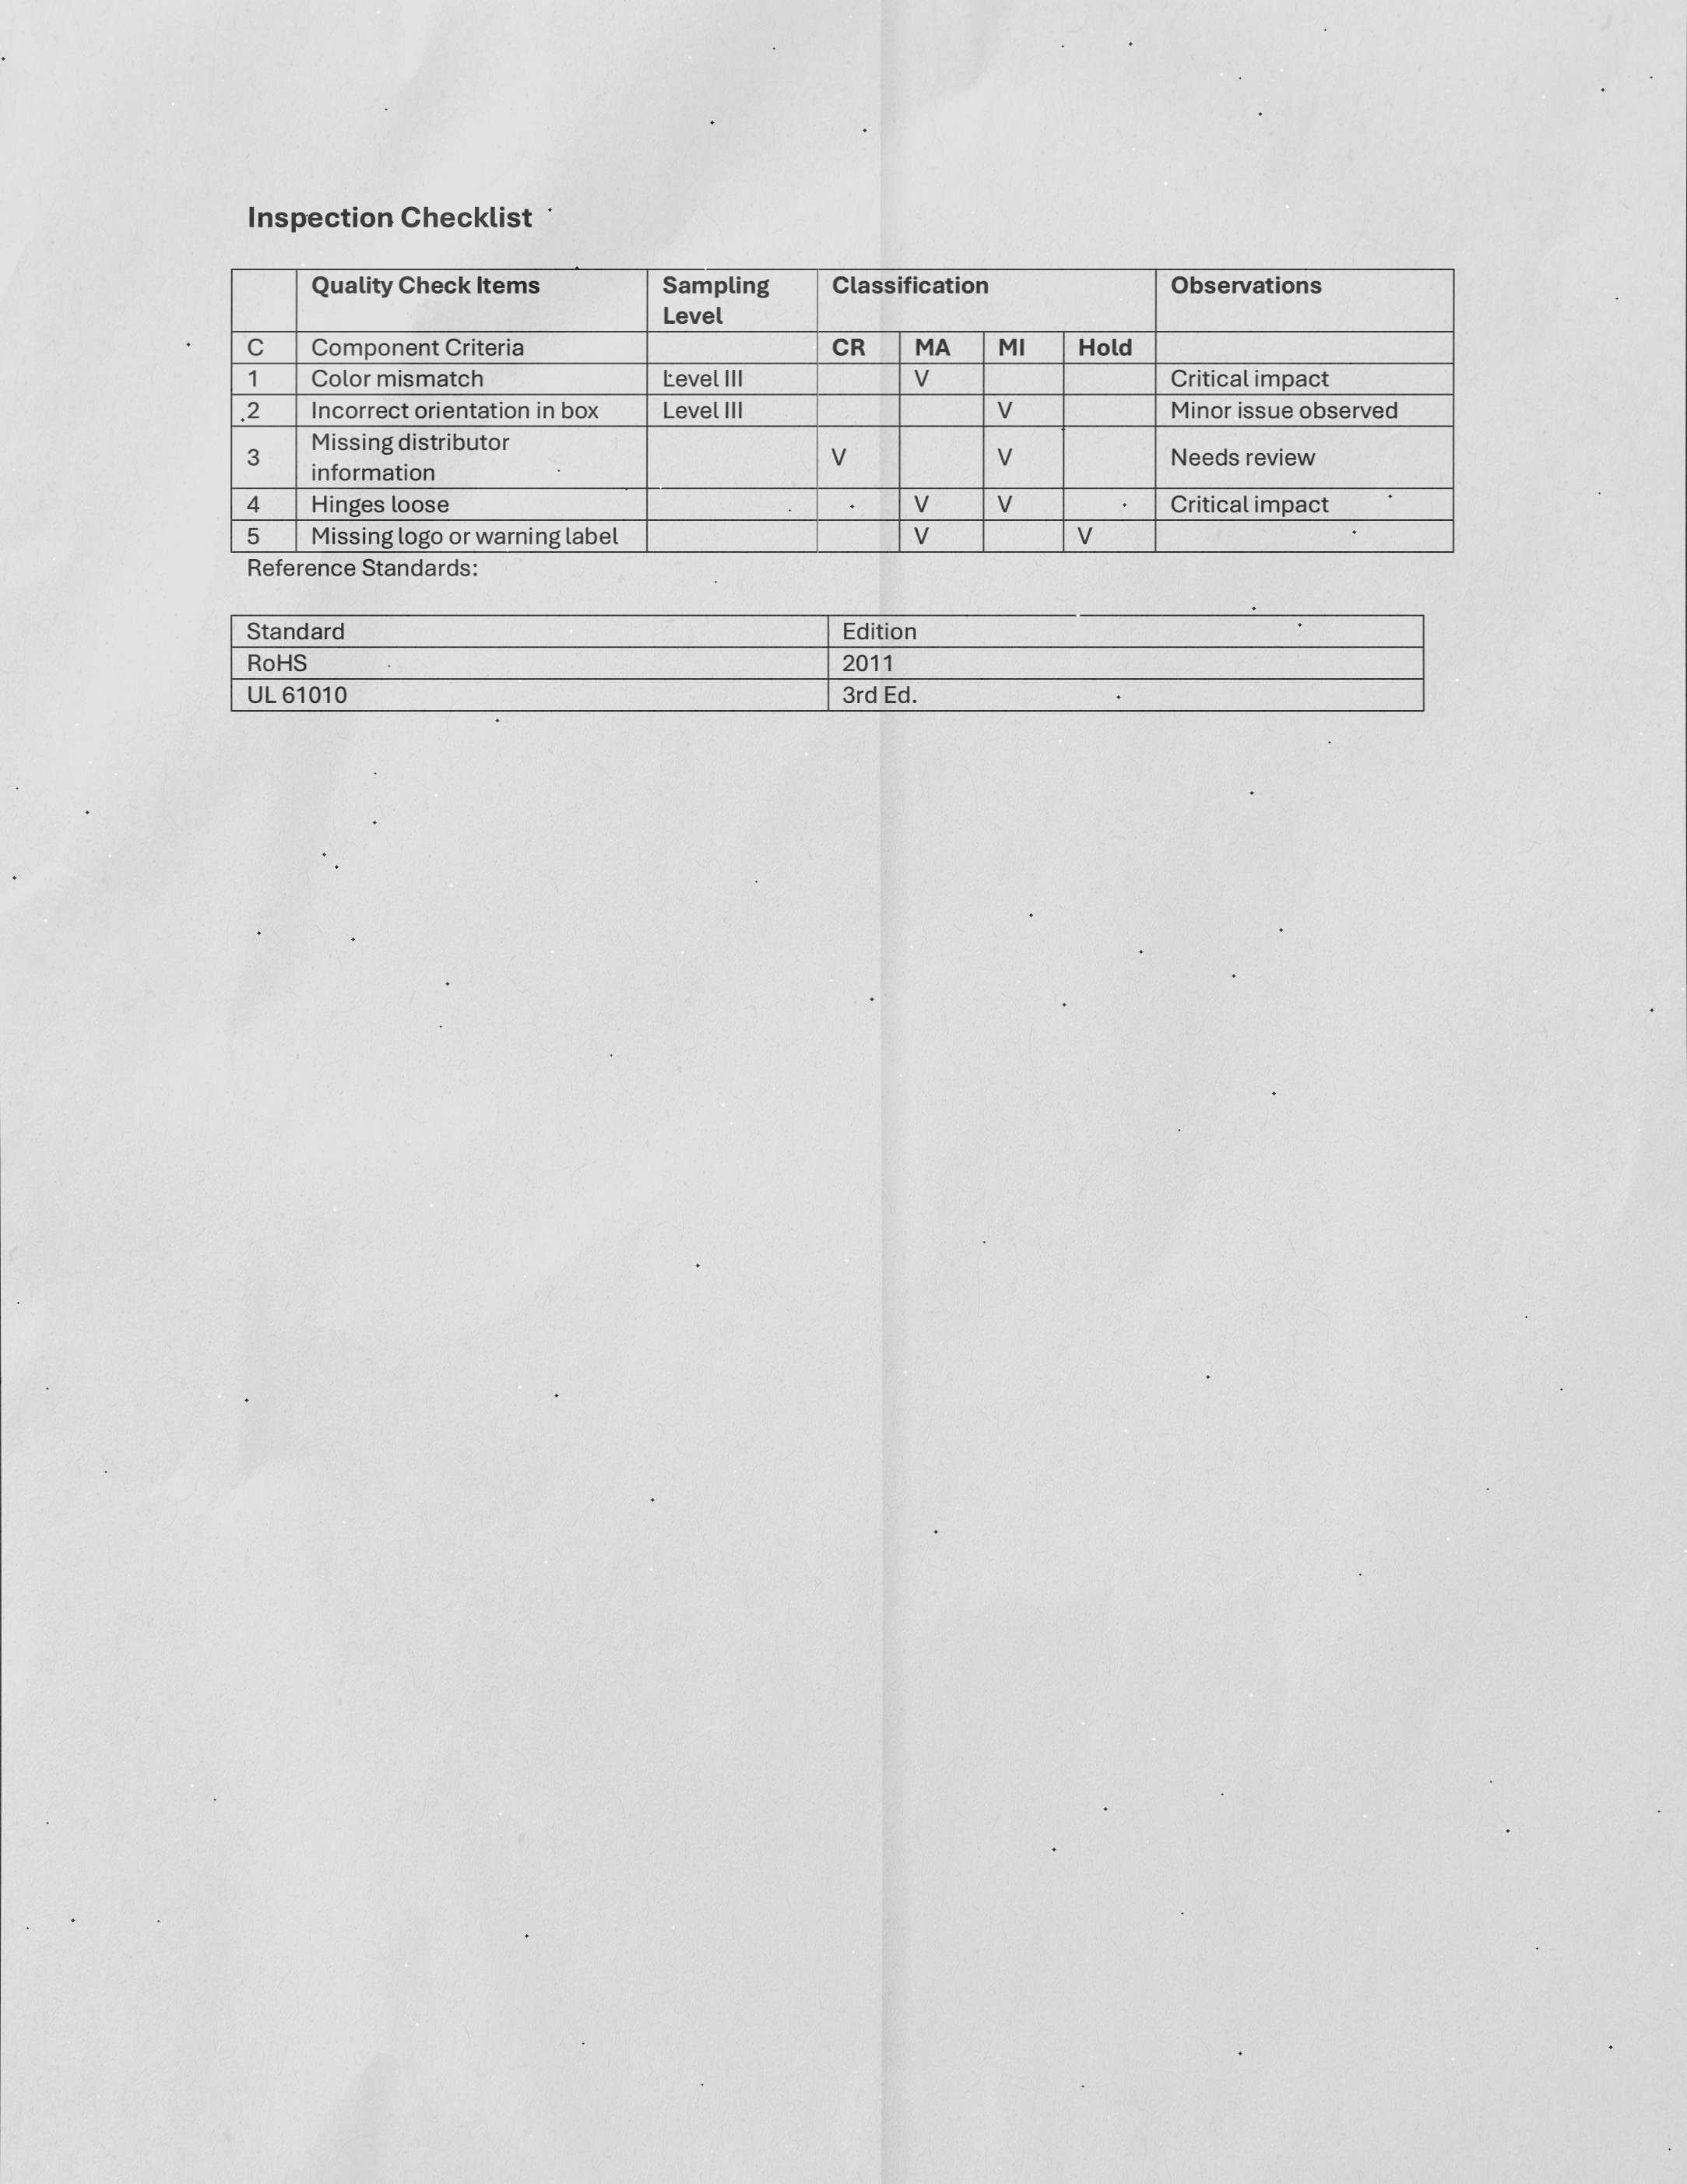 Inspection Checklist
Quality Check Items Sampling Level Classification Observations
C Component Criteria CR MA MI Hold
1 Color mismatch Level III V Critical impact
2 Incorrect orientation in box Level III V Minor issue observed
3 Missing distributor information V V Needs review
4 Hinges loose V V Critical impact
5 Missing logo or warning label V V
Reference Standards:
Standard Edition
RoHS 2011
UL 61010 3rd Ed.